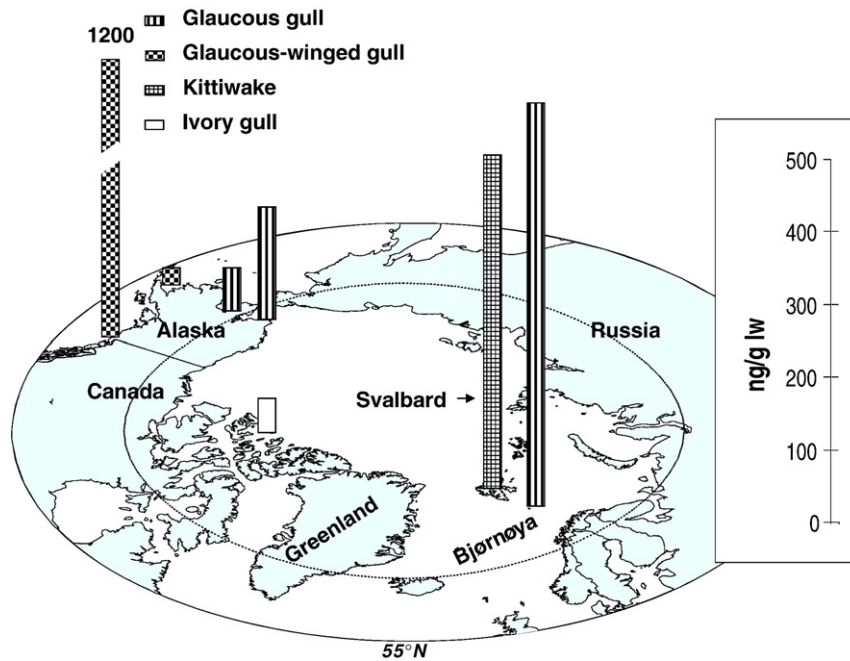 1200
Glaucous gull
Glaucous-winged gull
Kittiwake
Ivory gull
500
400
300
200
100
0
ng/g lw
Alaska
Russia
Canada
Svalbard
Greenland
Bjørnøya
55°N